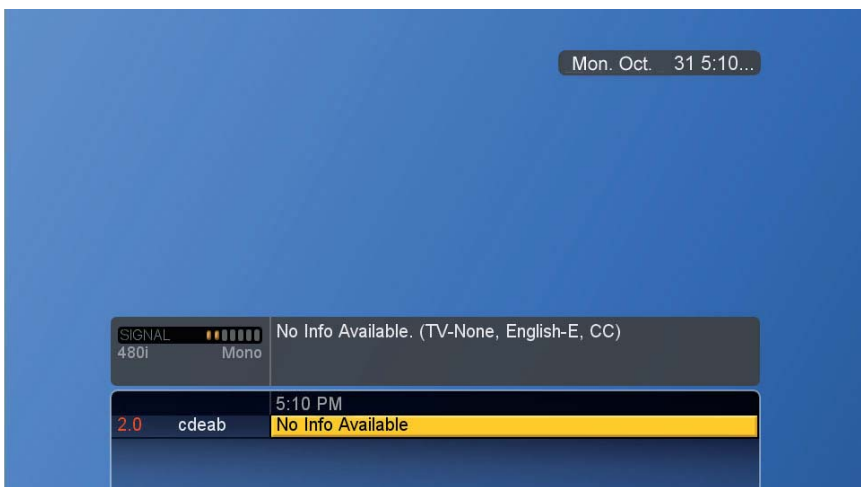 Mon. Oct. 31 5:10...
SIGNAL
480i Mono
No Info Available. (TV-None, English-E, CC)
5:10 PM
2.0 cdeab No Info Available